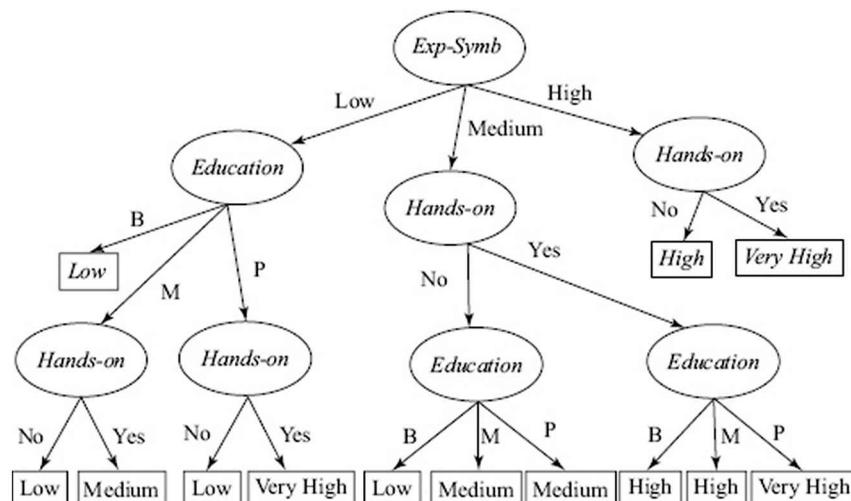 Exp-Symb
Low
Medium
High
Education
Hands-on
Hands-on
B
M
P
No
Yes
No
Yes
Low
High
Very High
Hands-on
Hands-on
Education
Education
No
Yes
No
Yes
B
M
P
B
M
P
Low
Medium
Low
Very High
Low
Medium
Medium
High
High
Very High